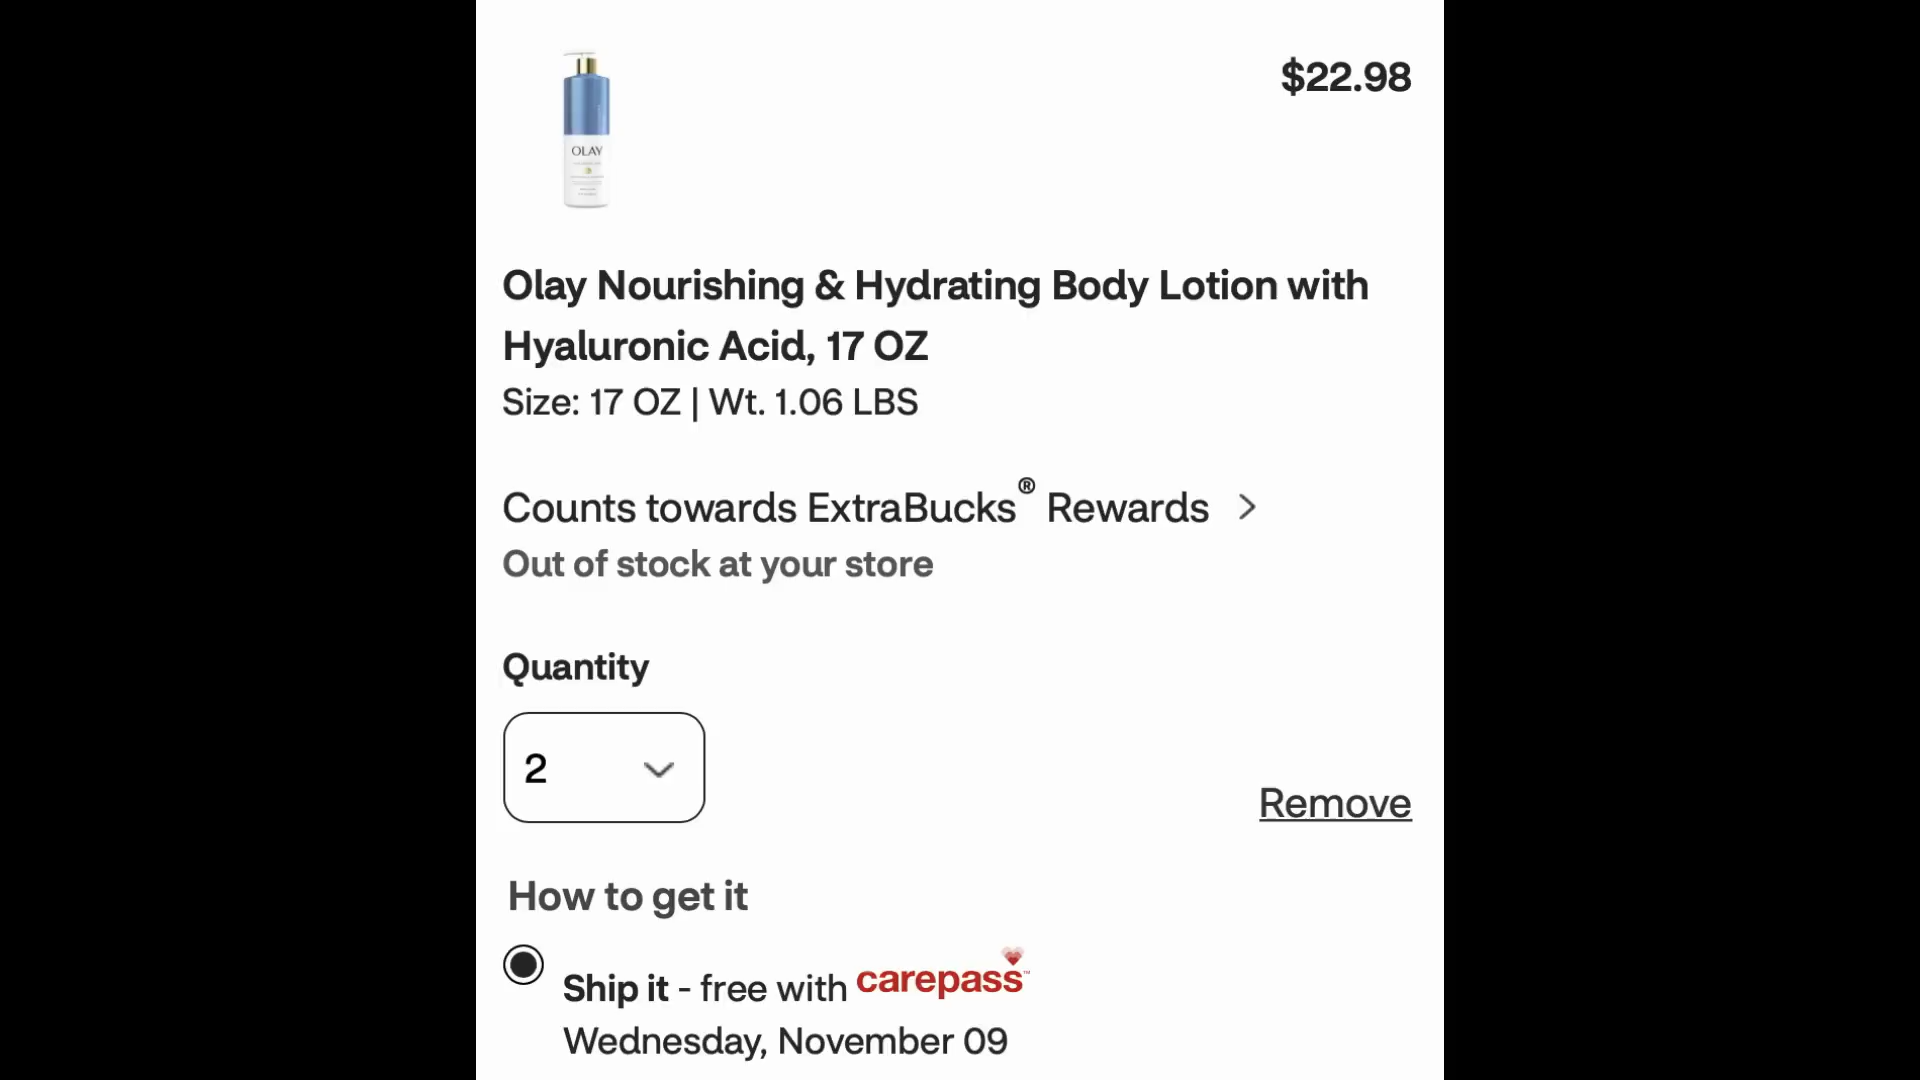 $22.98
OLAY
Olay Nourishing & Hydrating Body Lotion with
Hyaluronic Acid, 17 OZ
Size: 17 OZ | Wt. 1.06 LBS
Counts towards ExtraBucks® Rewards
Out of stock at your store
Quantity
2
Remove
How to get it
Ship it - free with carepass™
Wednesday, November 09